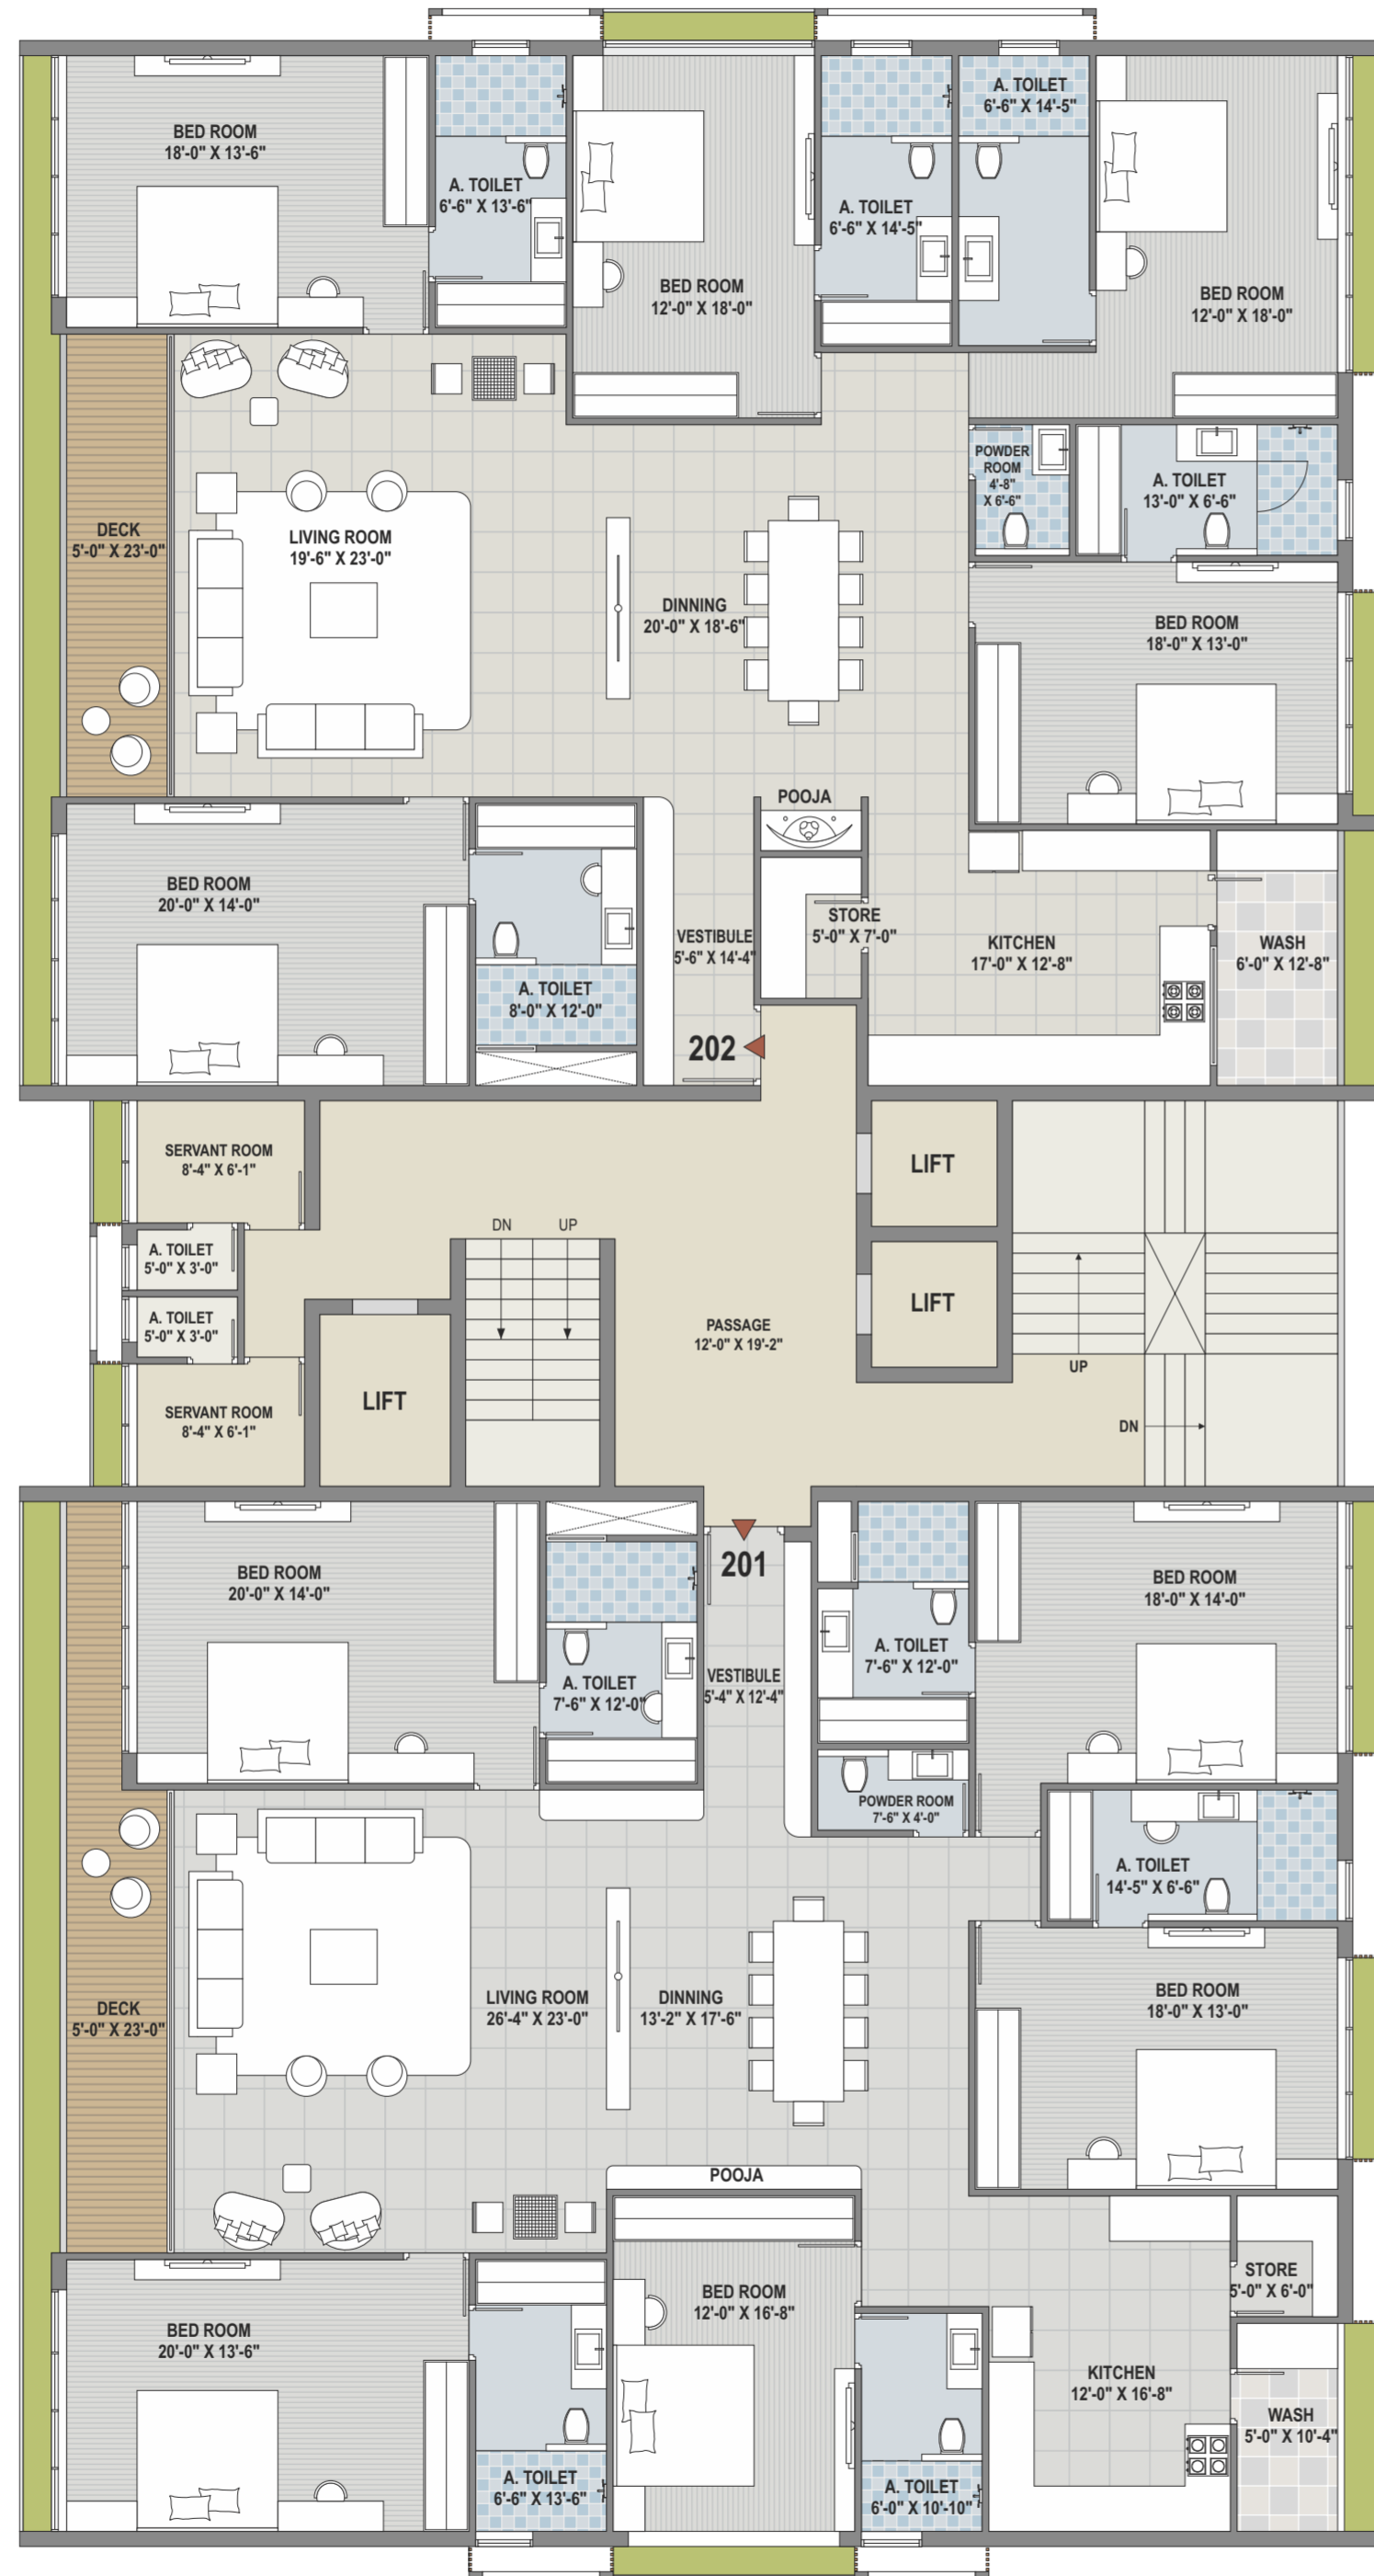 BED ROOM
18'-0" X 13'-6"
A. TOILET
6'-6" X 13'-6"
BED ROOM
12'-0" X 18'-0"
A. TOILET
6'-6" X 14'-5"
A. TOILET
6'-6" X 14'-5"
BED ROOM
12'-0" X 18'-0"
DECK
5'-0" X 23'-0"
LIVING ROOM
19'-6" X 23'-0"
DINNING
20'-0" X 18'-6"
POWDER
ROOM
4'-8"
X 6'-6"
A. TOILET
13'-0" X 6'-6"
BED ROOM
18'-0" X 13'-0"
POOJA
BED ROOM
20'-0" X 14'-0"
A. TOILET
8'-0" X 12'-0"
VESTIBULE
5'-6" X 14'-4"
STORE
5'-0" X 7'-0"
KITCHEN
17'-0" X 12'-8"
WASH
6'-0" X 12'-8"
202
SERVANT ROOM
8'-4" X 6'-1"
A. TOILET
5'-0" X 3'-0"
A. TOILET
5'-0" X 3'-0"
SERVANT ROOM
8'-4" X 6'-1"
LIFT
DN UP
PASSAGE
12'-0" X 19'-2"
LIFT
LIFT
UP
DN
BED ROOM
20'-0" X 14'-0"
A. TOILET
7'-6" X 12'-0"
201
VESTIBULE
5'-4" X 12'-4"
A. TOILET
7'-6" X 12'-0"
BED ROOM
18'-0" X 14'-0"
POWDER ROOM
7'-6" X 4'-0"
A. TOILET
14'-5" X 6'-6"
DECK
5'-0" X 23'-0"
LIVING ROOM
26'-4" X 23'-0"
DINNING
13'-2" X 17'-6"
BED ROOM
18'-0" X 13'-0"
POOJA
BED ROOM
20'-0" X 13'-6"
A. TOILET
6'-6" X 13'-6"
BED ROOM
12'-0" X 16'-8"
A. TOILET
6'-0" X 10'-10"
KITCHEN
12'-0" X 16'-8"
STORE
5'-0" X 6'-0"
WASH
5'-0" X 10'-4"